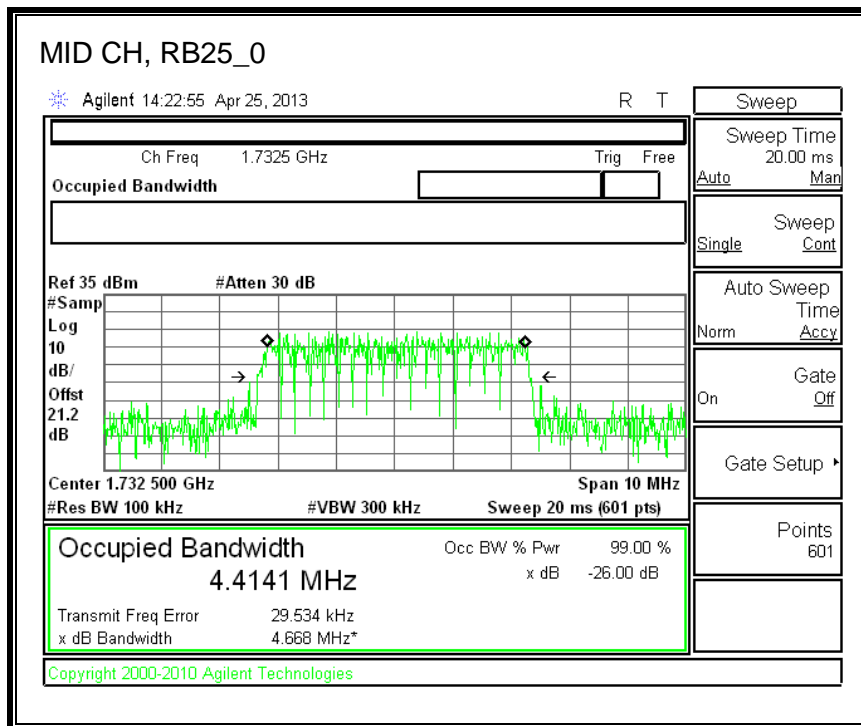 MID CH, RB25_0
Agilent 14:22:55 Apr 25, 2013 R T
Ch Freq 1.7325 GHz Trig Free
Occupied Bandwidth
Ref 35 dBm #Atten 30 dB
#Samp
Log
10
dB/
Offst
21.2
dB
Center 1.732 500 GHz Span 10 MHz
#Res BW 100 kHz #VBW 300 kHz Sweep 20 ms (601 pts)
Occupied Bandwidth Occ BW % Pwr 99.00 %
4.4141 MHz x dB -26.00 dB
Transmit Freq Error 29.534 kHz
x dB Bandwidth 4.668 MHz*
Copyright 2000-2010 Agilent Technologies
Sweep
Sweep Time
20.00 ms
Auto Man
Sweep
Single Cont
Auto Sweep
Time
Norm Accy
Gate
On Off
Gate Setup
Points
601